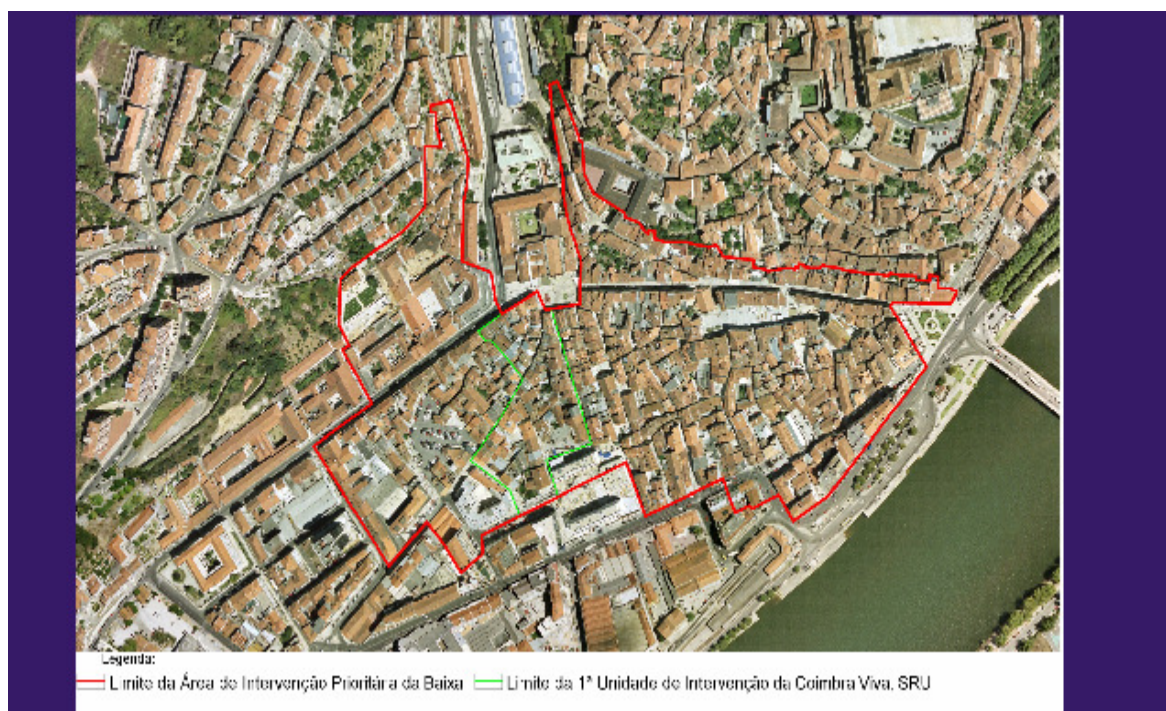 Legenda:
Limite da Área de Intervenção Prioritária da Baixa Limite da 1ª Unidade de Intervenção da Coimbra Viva, SRU